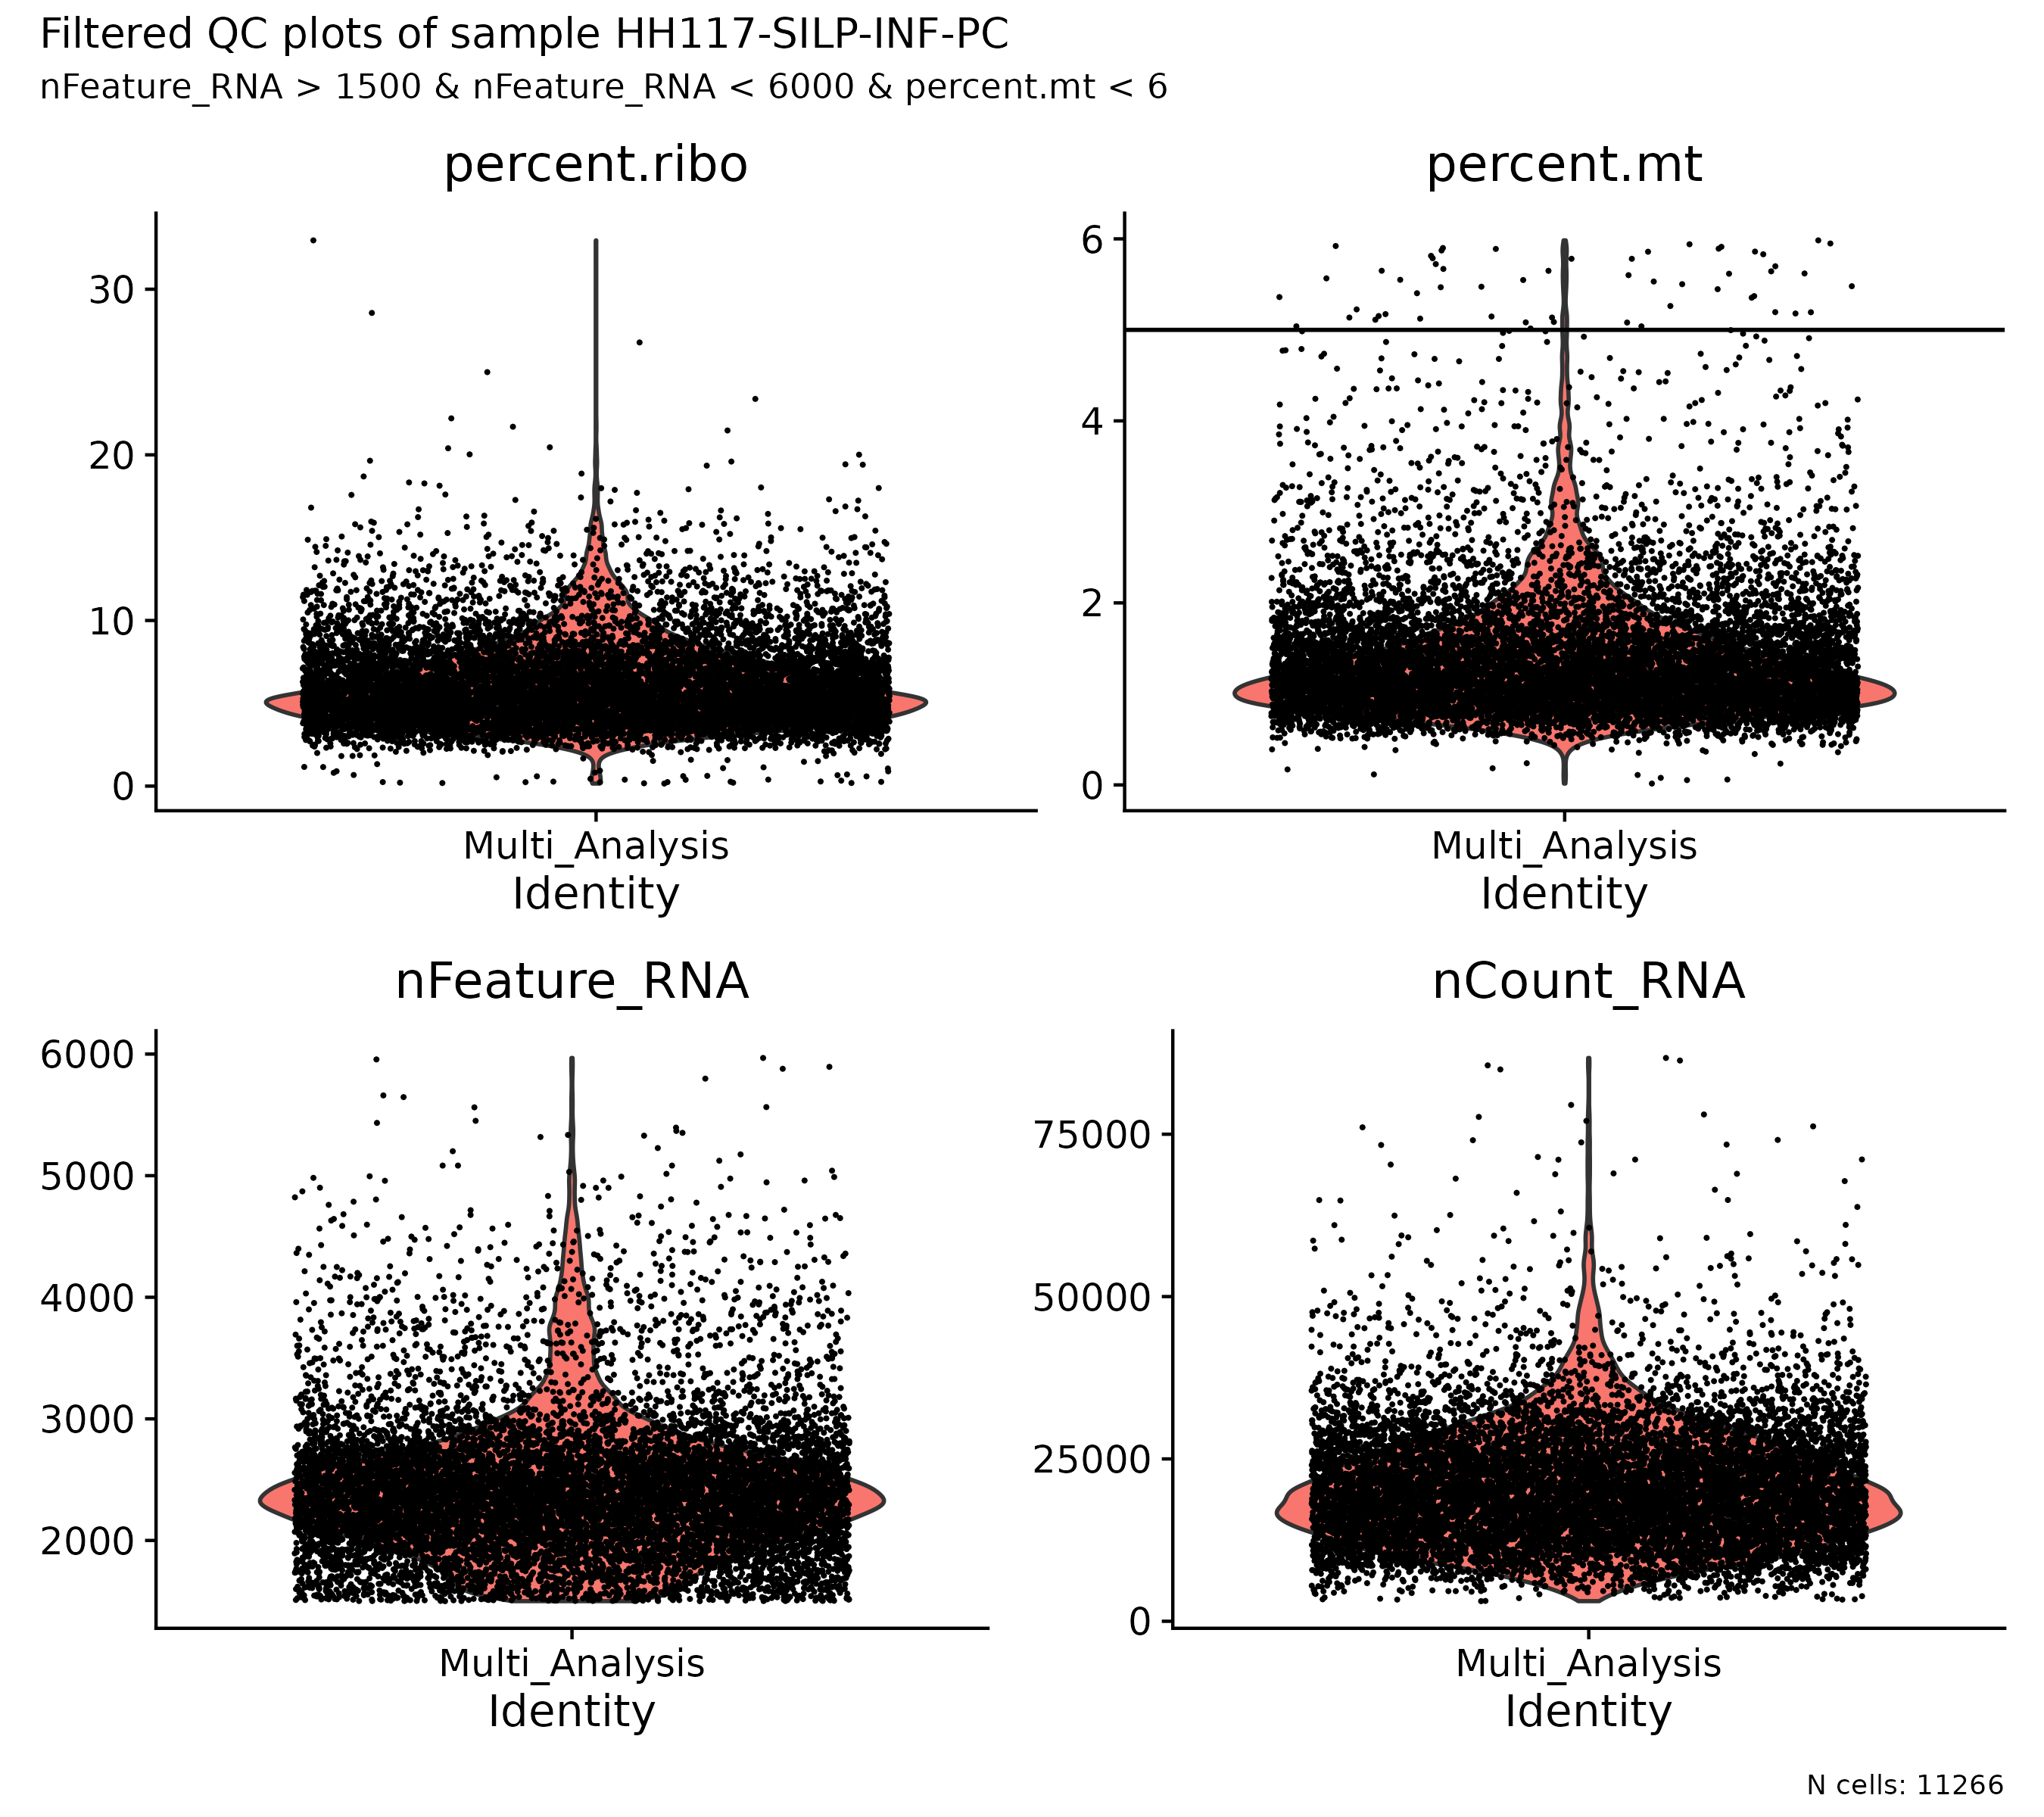 Filtered QC plots of sample HH117-SILP-INF-PC
nFeature_RNA > 1500 & nFeature_RNA < 6000 & percent.mt < 6
percent.ribo
30
20
10
0
Multi_Analysis
Identity
percent.mt
6
4
2
0
Multi_Analysis
Identity
nFeature_RNA
6000
5000
4000
3000
2000
Multi_Analysis
Identity
nCount_RNA
75000
50000
25000
0
Multi_Analysis
Identity
N cells: 11266